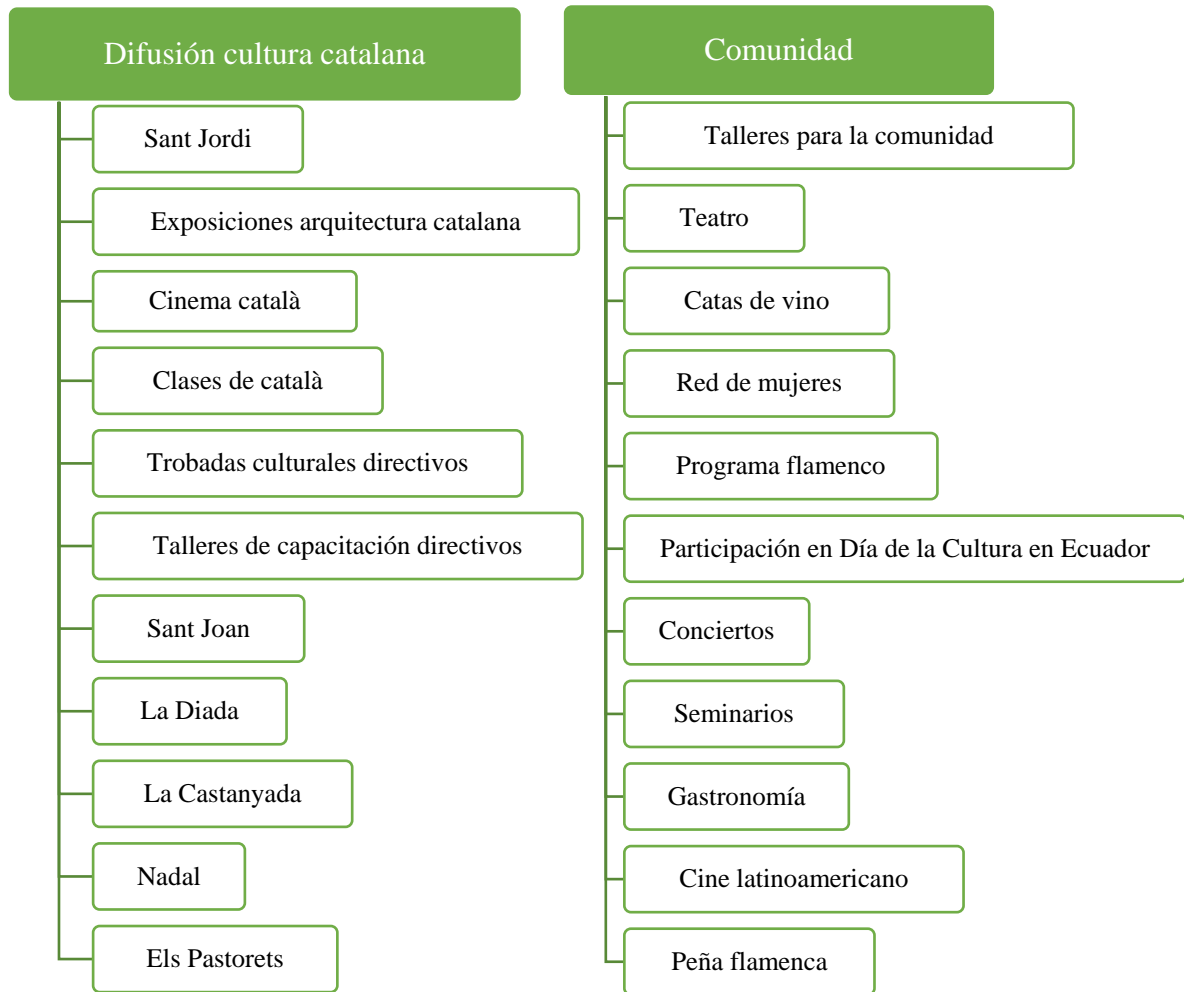 Difusión cultura catalana
Sant Jordi
Exposiciones arquitectura catalana
Cinema català
Clases de català
Trobadas culturales directivos
Talleres de capacitación directivos
Sant Joan
La Diada
La Castanyada
Nadal
Els Pastorets
Comunidad
Talleres para la comunidad
Teatro
Catas de vino
Red de mujeres
Programa flamenco
Participación en Día de la Cultura en Ecuador
Conciertos
Seminarios
Gastronomía
Cine latinoamericano
Peña flamenca